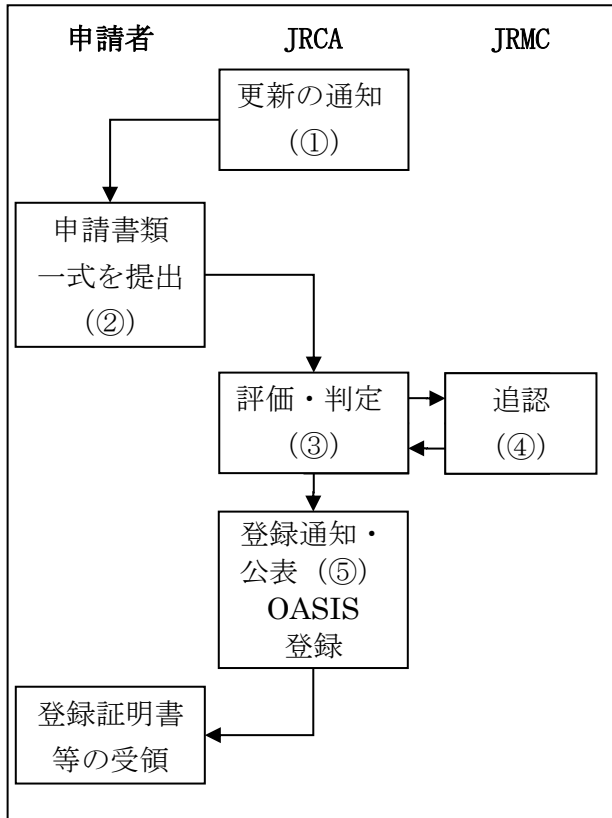 申請者 JRCA JRMC
更新の通知
（①）
申請書類
一式を提出
（②）
評価・判定
（③）
追認
（④）
登録通知・
公表（⑤）
OASIS
登録
登録証明書
等の受領